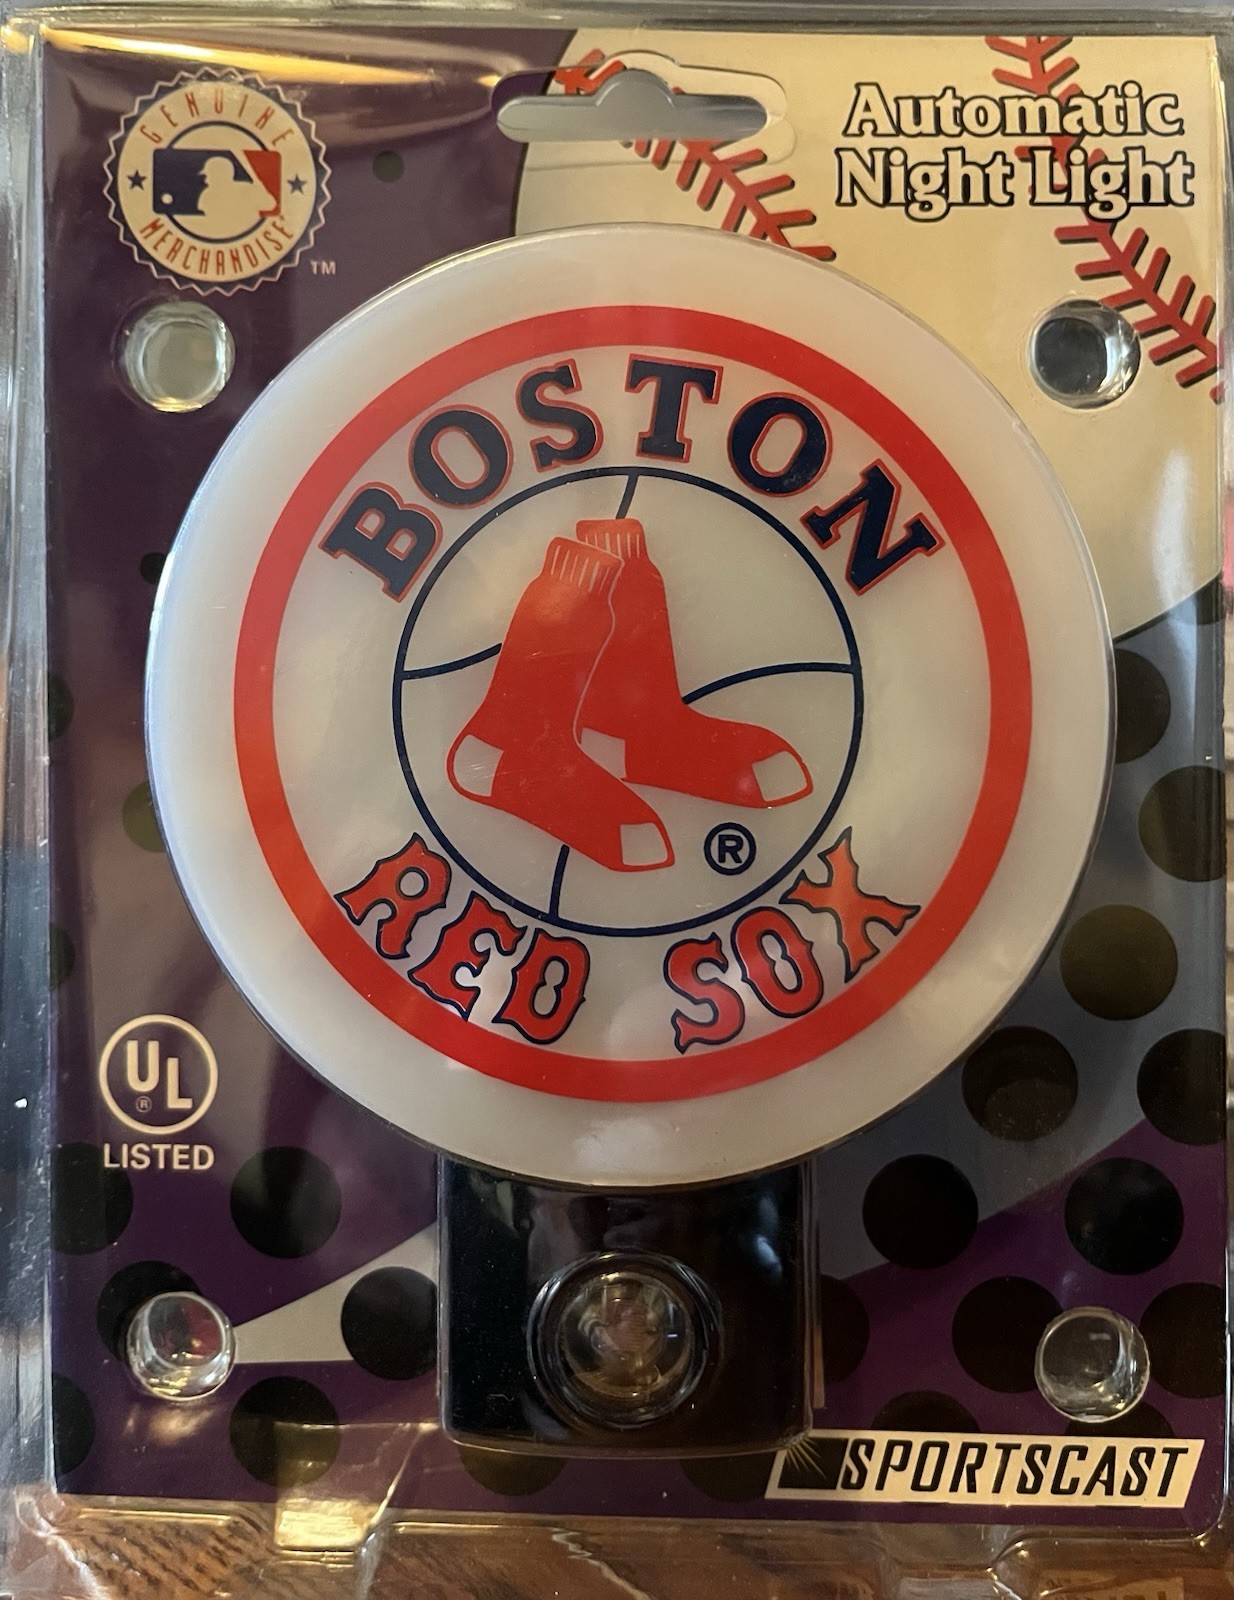 GENUINE
MERCHANDISE
TM
Automatic
Night Light
BOSTON
RED SOX
®
UL
®
LISTED
SPORTSCAST